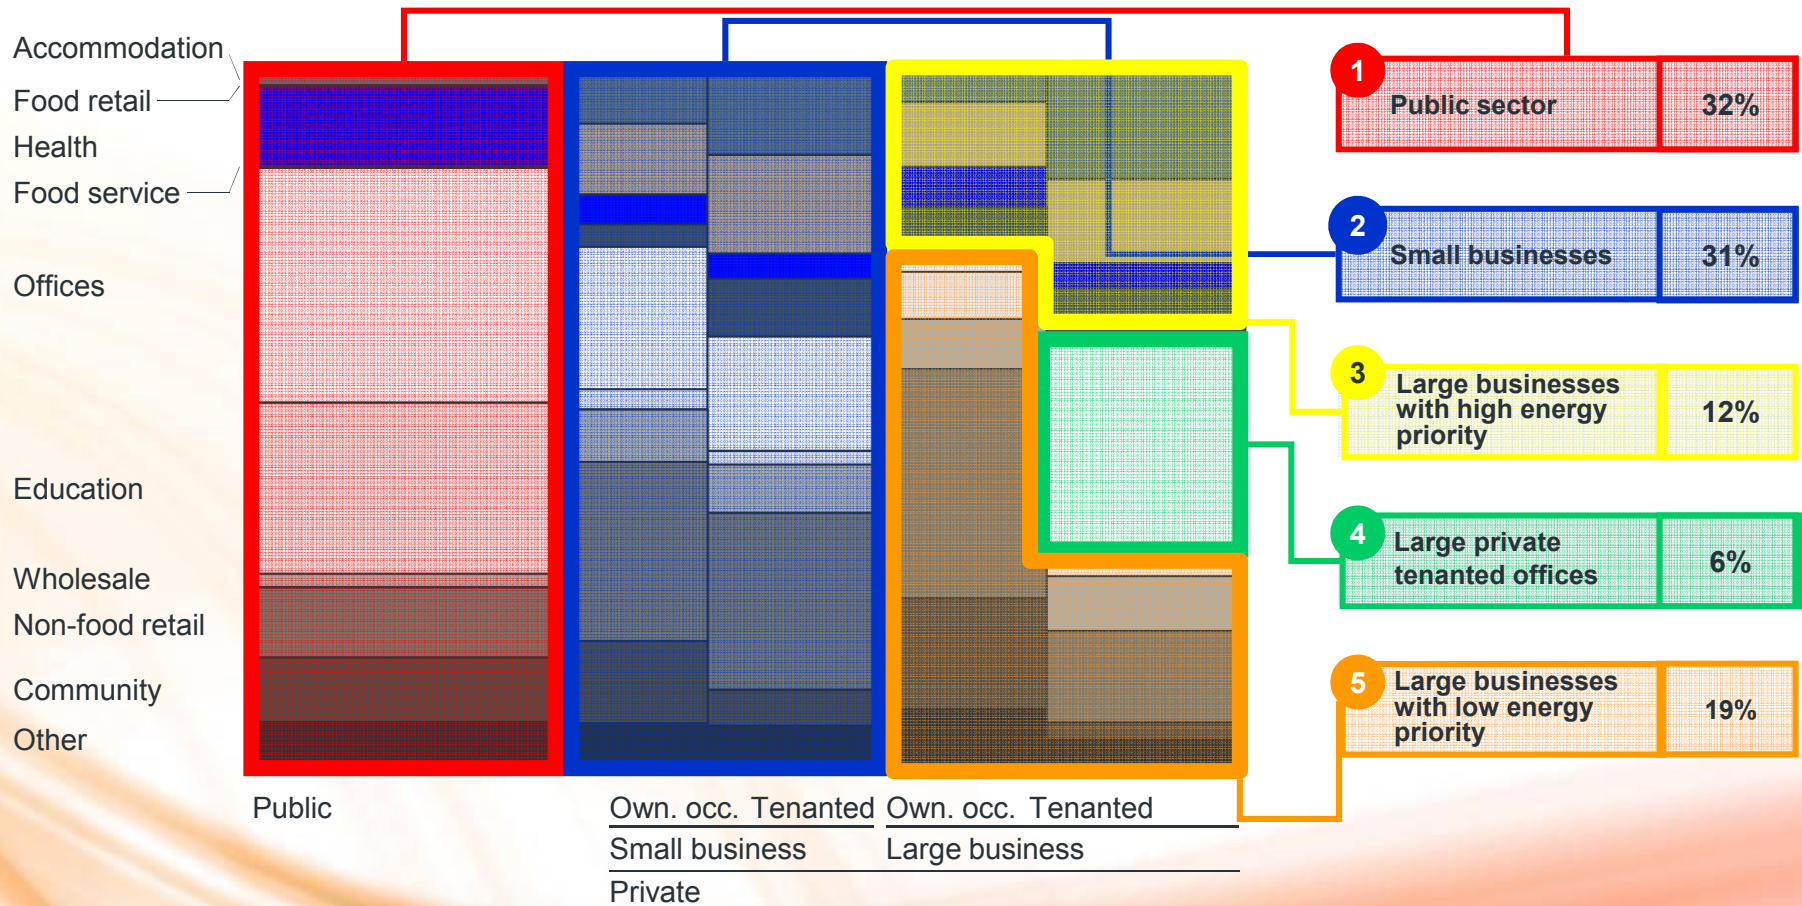 Accommodation
Food retail
Health
Food service
Offices
Education
Wholesale
Non-food retail
Community
Other
Public
Own. occ. Tenanted
Own. occ. Tenanted
Small business
Large business
Private
1
Public sector
32%
2
Small businesses
31%
3
Large businesses
with high energy
priority
12%
4
Large private
tenanted offices
6%
5
Large businesses
with low energy
priority
19%